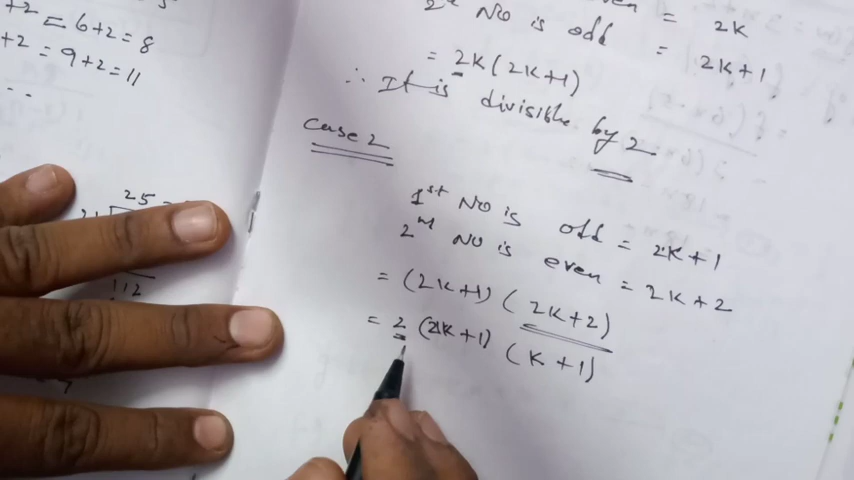 +2 = 6+2 = 8
+2 = 9+2 = 11
..
25
112
= 2K
2nd No is odd = 2K+1
= 2K(2K+1)
∴ It is divisible by 2
Case 2
1st No is odd = 2K+1
2nd No is even = 2K+2
= (2K+1) (2K+2)
= 2 (2K+1) (K+1)